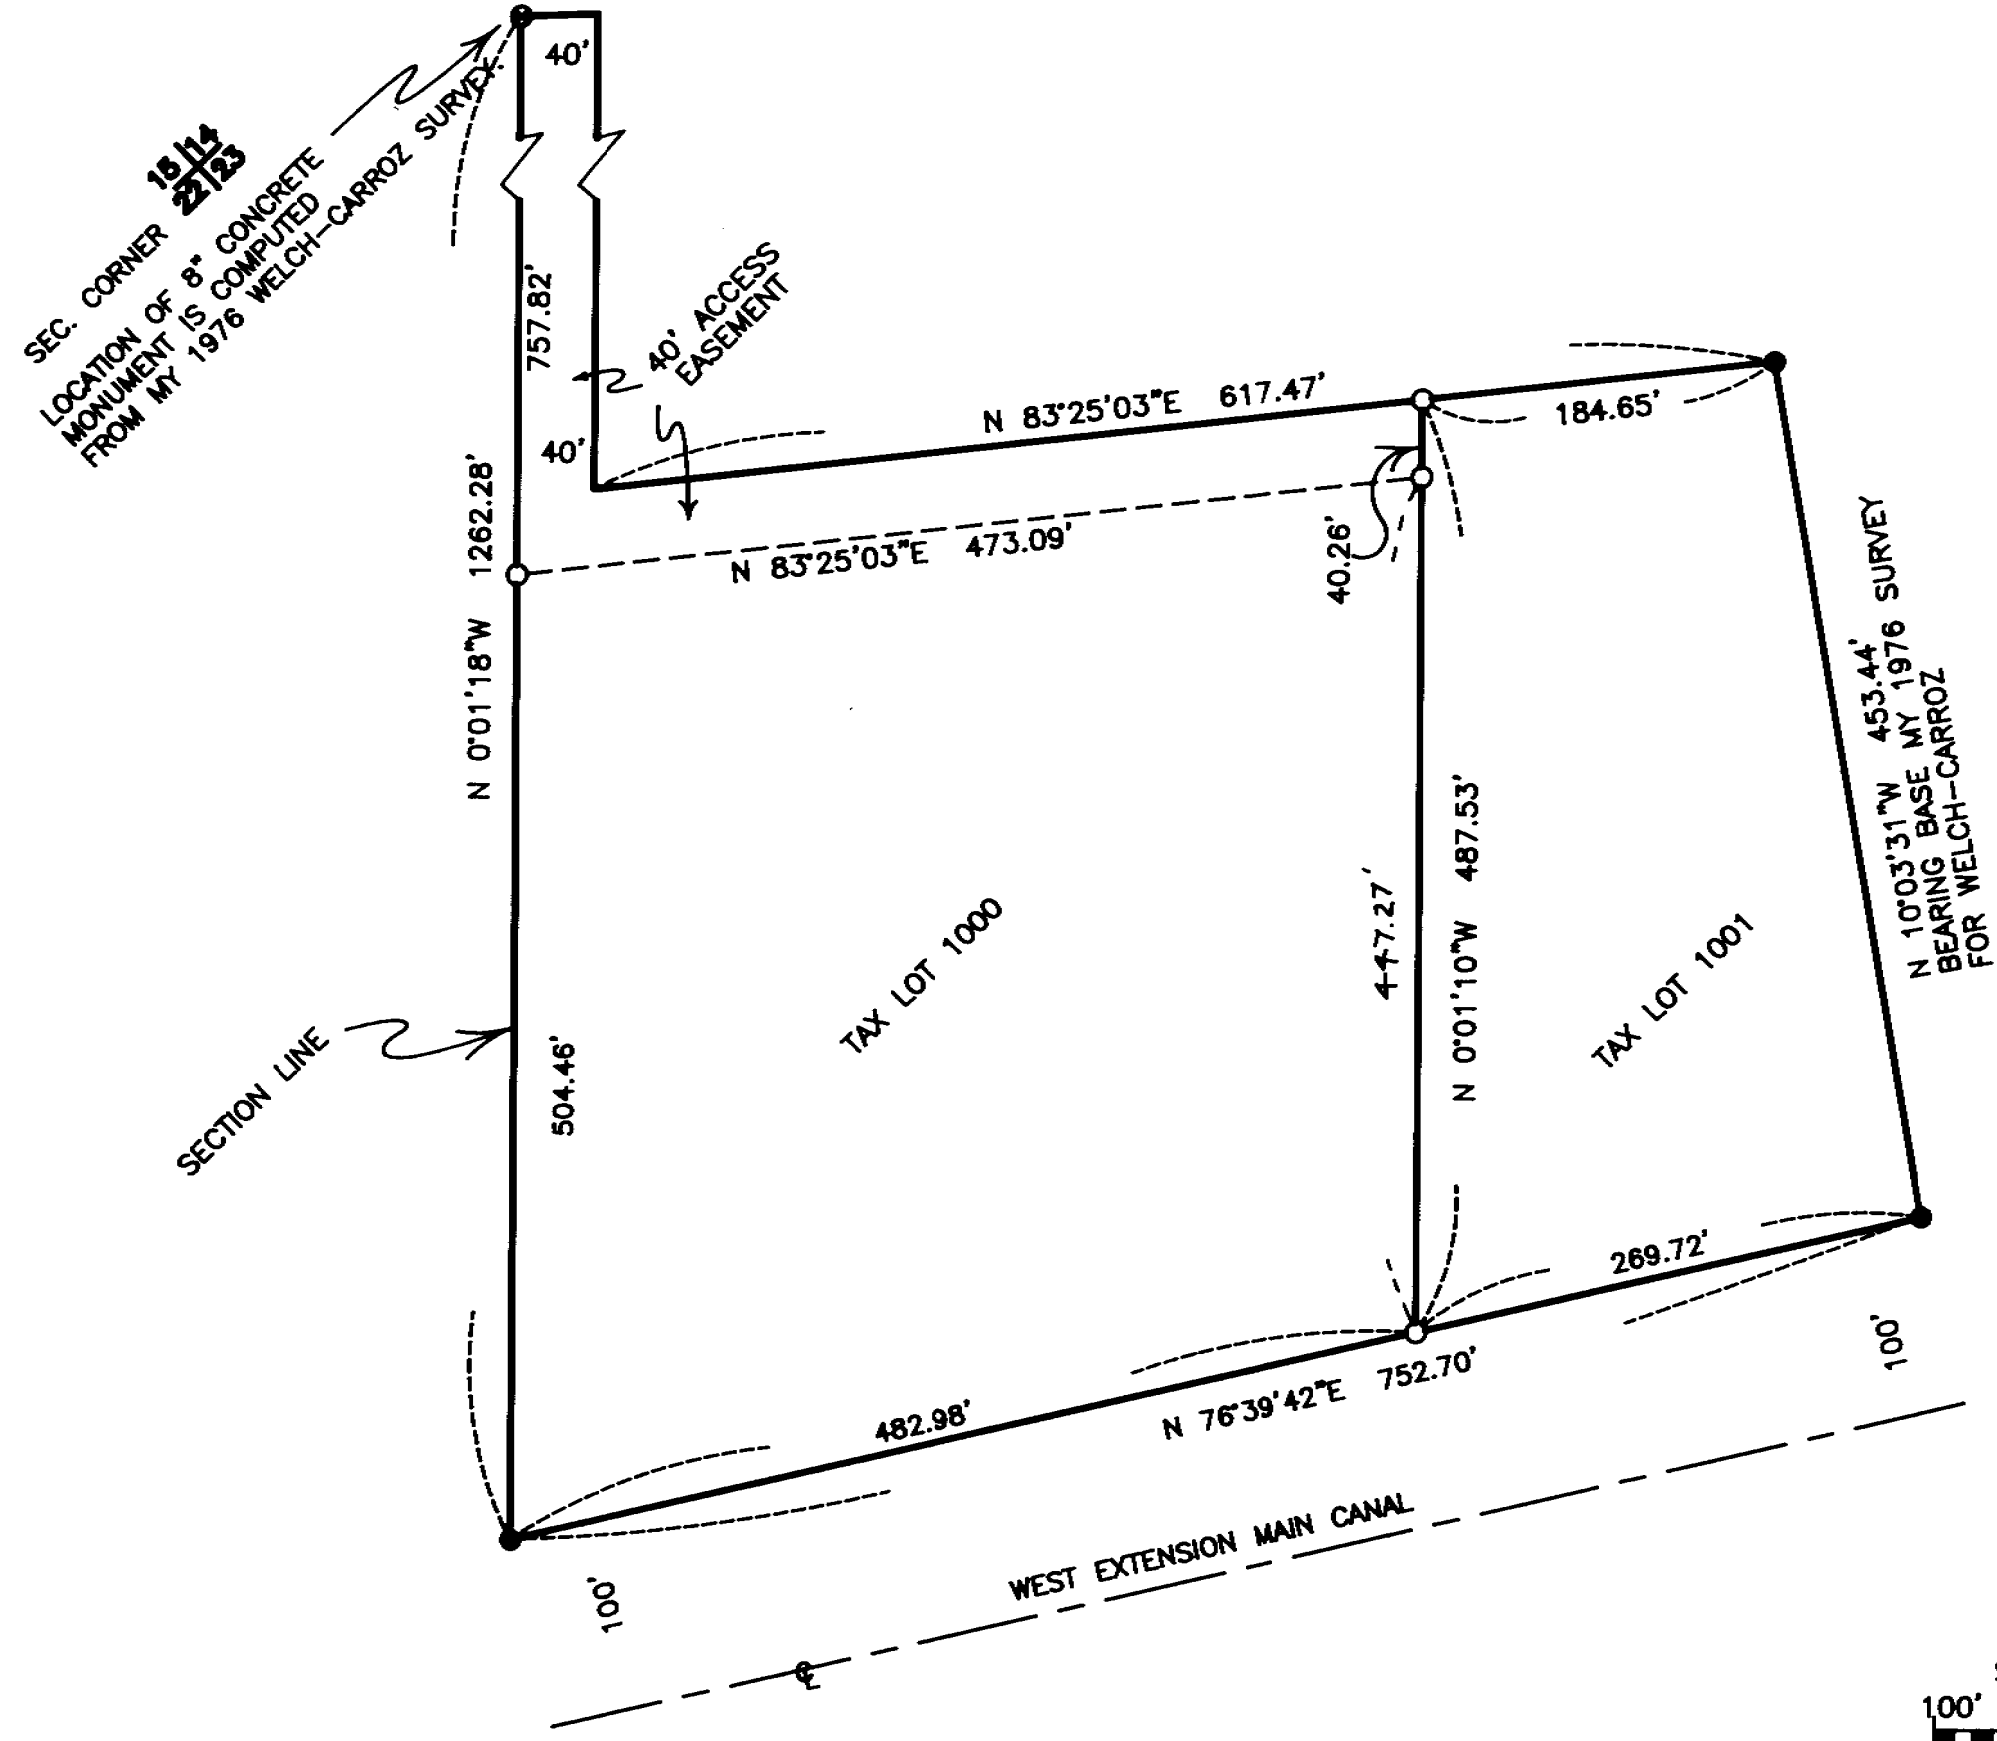 40'
SEC. CORNER 15 14
22 23
LOCATION OF 8" CONCRETE
MONUMENT IS COMPUTED
FROM MY 1976 WELCH-CARROZ SURVEY.
757.82'
40' ACCESS
EASEMENT
40'
N 83°25'03"E 617.47'
184.65'
N 0°01'18"W 1262.28'
N 83°25'03"E 473.09'
40.26'
N 10°03'31"W 453.44'
BEARING BASE MY 1976 SURVEY
FOR WELCH-CARROZ
N 0°01'10"W 487.53'
447.27'
TAX LOT 1000
TAX LOT 1001
SECTION LINE
504.46'
269.72'
482.98'
N 76°39'42"E 752.70'
100'
WEST EXTENSION MAIN CANAL
100'
℄
100'